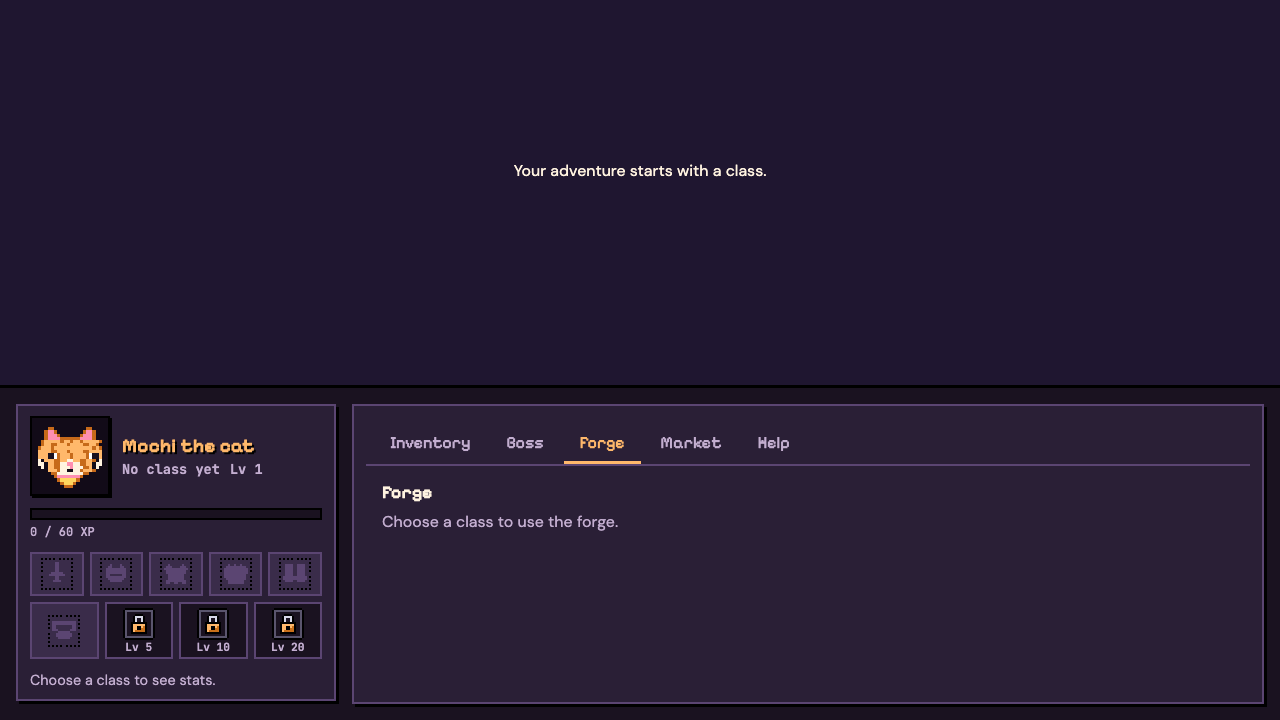 Your adventure starts with a class.
Mochi the cat
No class yet Lv 1
0 / 60 XP
Lv 5
Lv 10
Lv 20
Choose a class to see stats.
Inventory
Boss
Forge
Market
Help
Forge
Choose a class to use the forge.